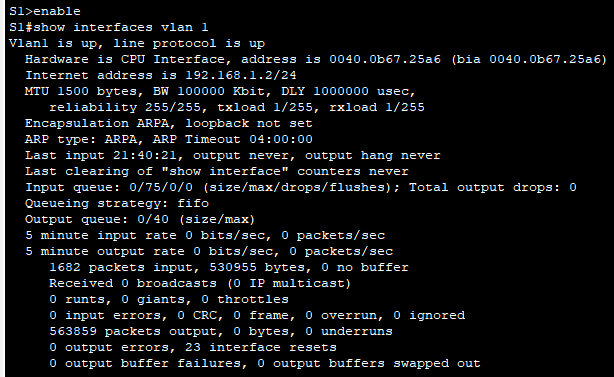 S1>enable
S1#show interfaces vlan 1
Vlan1 is up, line protocol is up
Hardware is CPU Interface, address is 0040.0b67.25a6 (bia 0040.0b67.25a6)
Internet address is 192.168.1.2/24
MTU 1500 bytes, BW 100000 Kbit, DLY 1000000 usec,
reliability 255/255, txload 1/255, rxload 1/255
Encapsulation ARPA, loopback not set
ARP type: ARPA, ARP Timeout 04:00:00
Last input 21:40:21, output never, output hang never
Last clearing of "show interface" counters never
Input queue: 0/75/0/0 (size/max/drops/flushes); Total output drops: 0
Queueing strategy: fifo
Output queue: 0/40 (size/max)
5 minute input rate 0 bits/sec, 0 packets/sec
5 minute output rate 0 bits/sec, 0 packets/sec
1682 packets input, 530955 bytes, 0 no buffer
Received 0 broadcasts (0 IP multicast)
0 runts, 0 giants, 0 throttles
0 input errors, 0 CRC, 0 frame, 0 overrun, 0 ignored
563859 packets output, 0 bytes, 0 underruns
0 output errors, 23 interface resets
0 output buffer failures, 0 output buffers swapped out